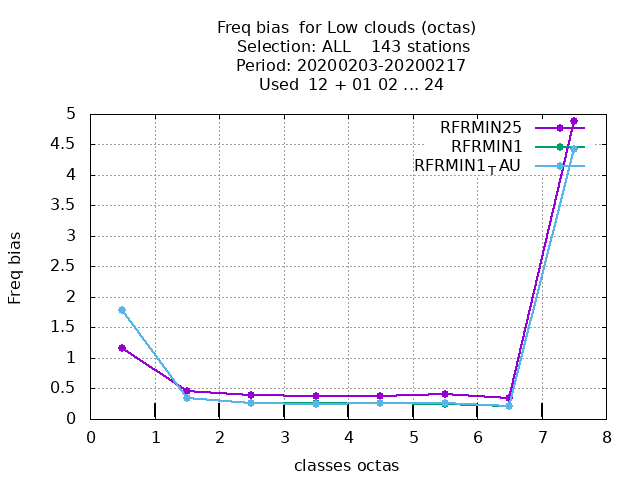 Freq bias  for Low clouds (octas)
Selection: ALL    143 stations
Period: 20200203-20200217
Used  12 + 01 02 ... 24
RFRMIN25
RFRMIN1
RFRMIN1TAU
5
4.5
4
3.5
3
2.5
2
1.5
1
0.5
0
Freq bias
0 1 2 3 4 5 6 7 8
classes octas